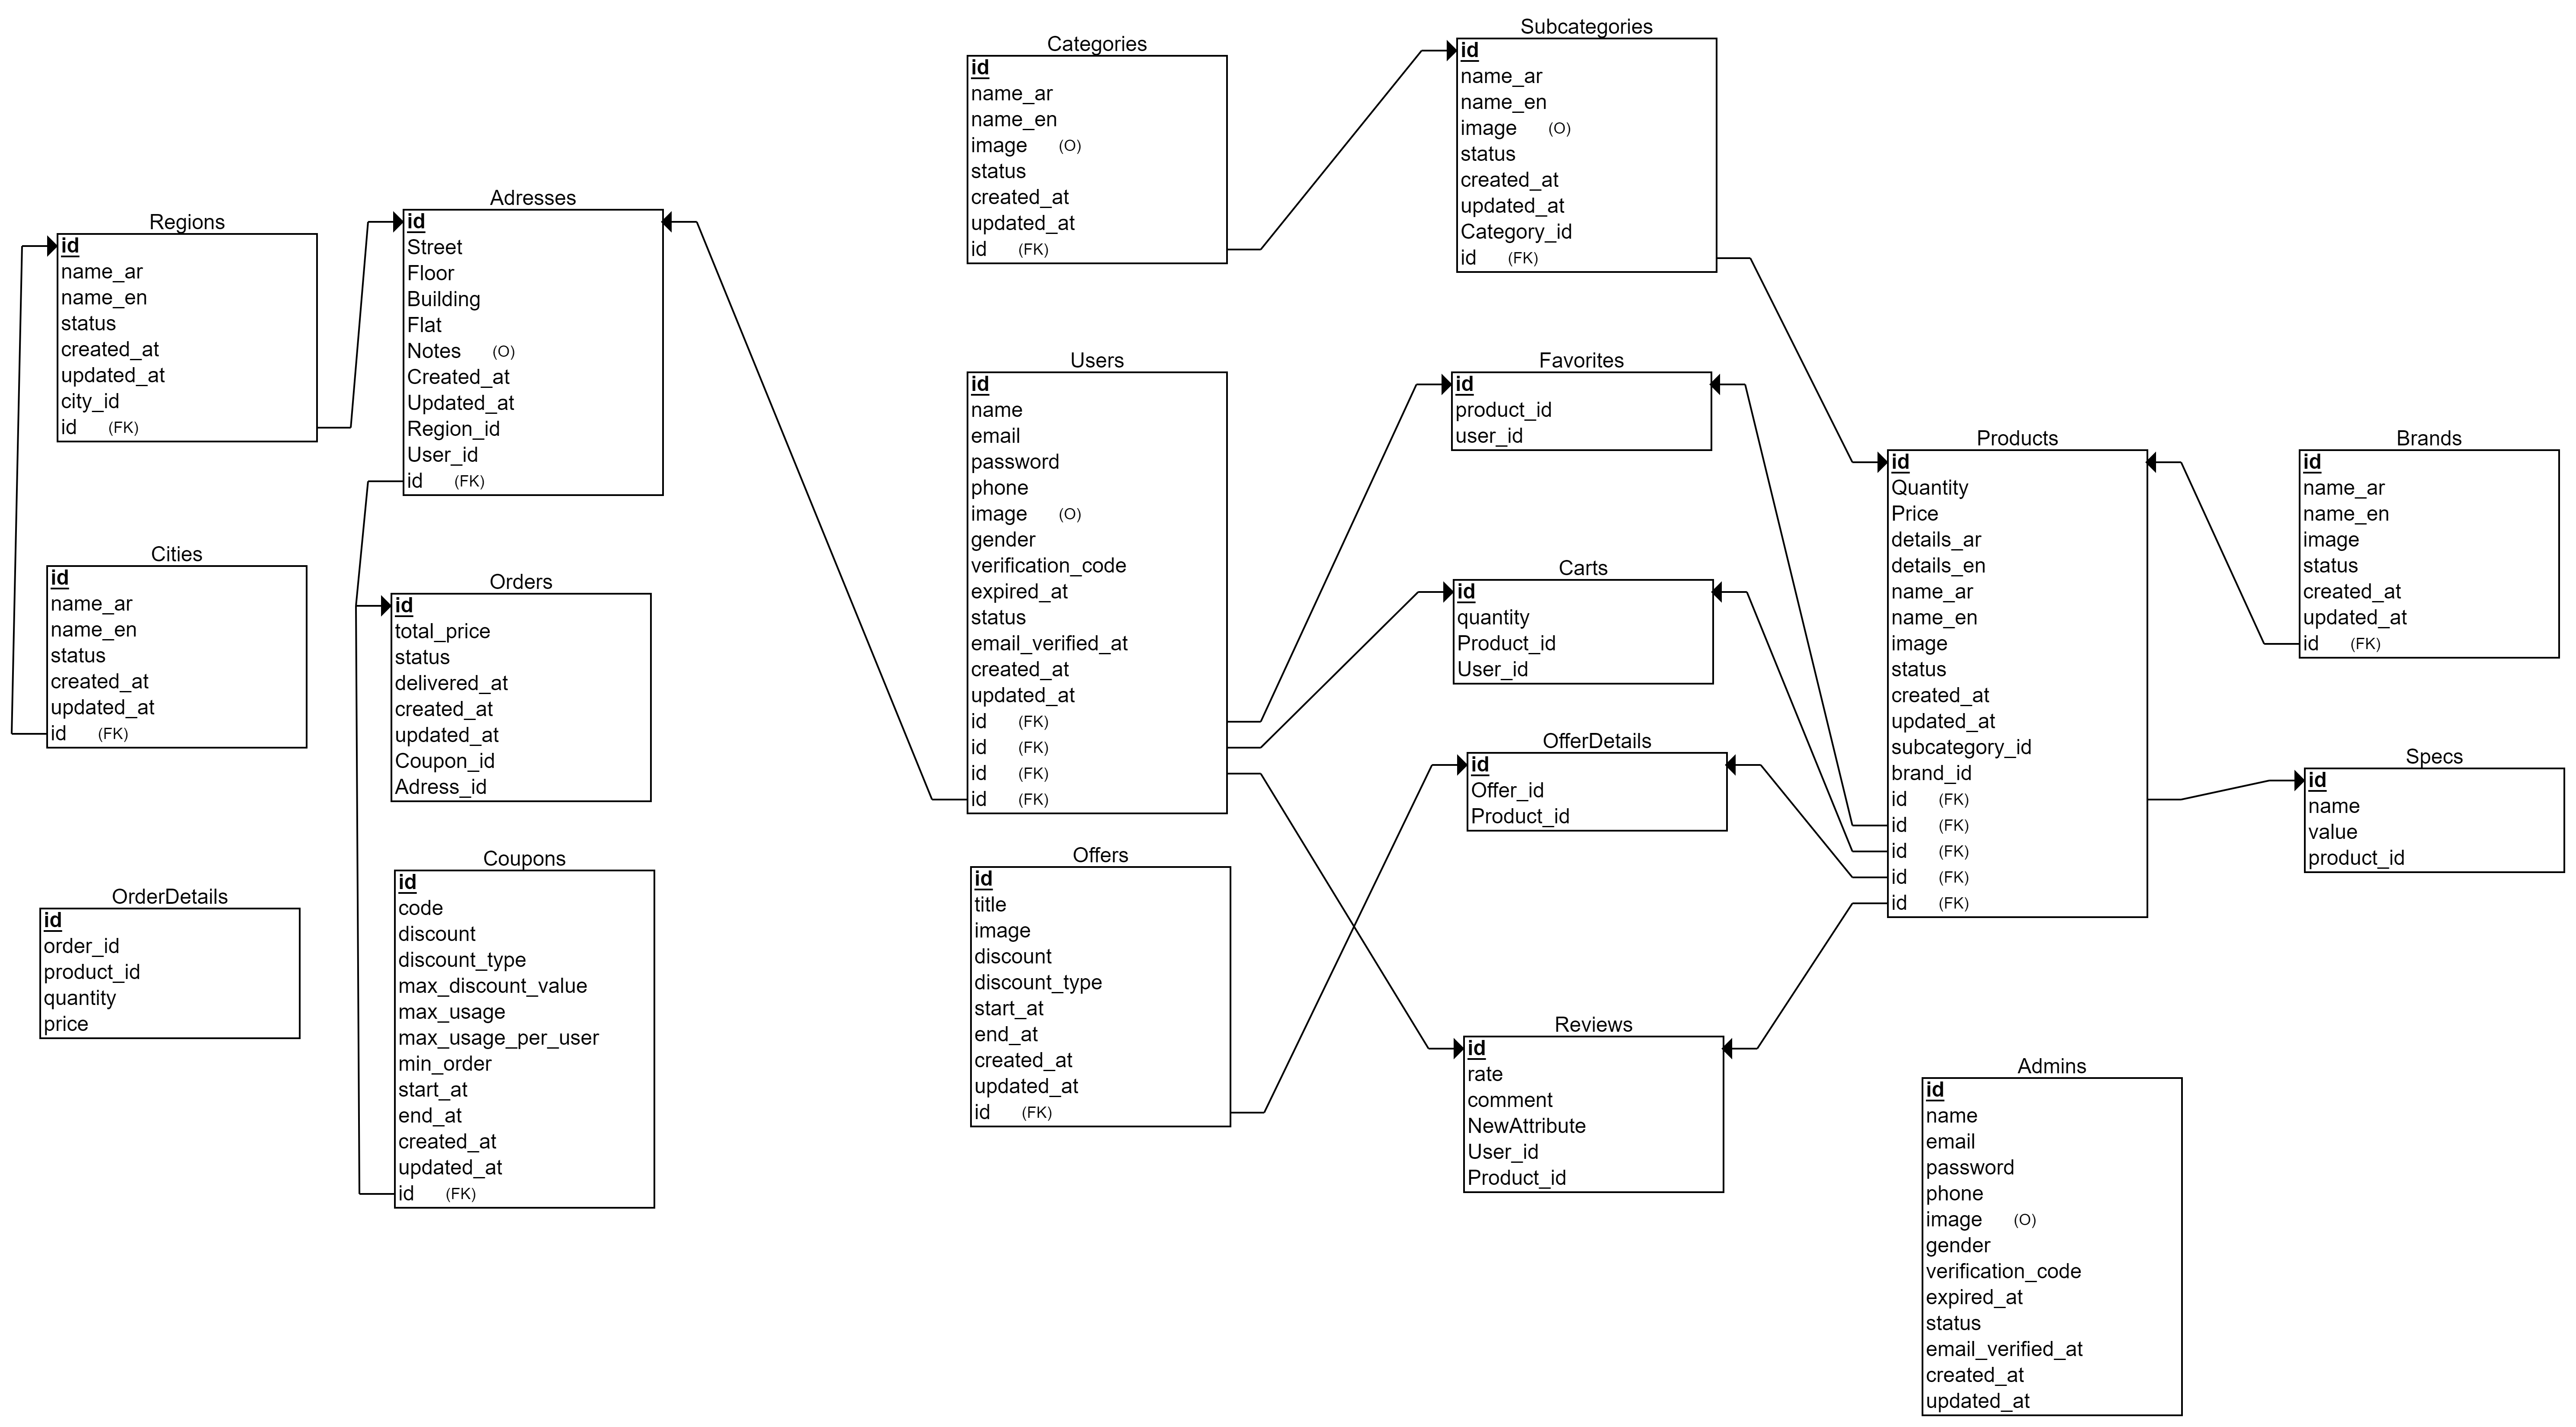 Regions
id
name_ar
name_en
status
created_at
updated_at
city_id
id (FK)
Cities
id
name_ar
name_en
status
created_at
updated_at
id (FK)
OrderDetails
id
order_id
product_id
quantity
price
Adresses
id
Street
Floor
Building
Flat
Notes (O)
Created_at
Updated_at
Region_id
User_id
id (FK)
Orders
id
total_price
status
delivered_at
created_at
updated_at
Coupon_id
Adress_id
Coupons
id
code
discount
discount_type
max_discount_value
max_usage
max_usage_per_user
min_order
start_at
end_at
created_at
updated_at
id (FK)
Categories
id
name_ar
name_en
image (O)
status
created_at
updated_at
id (FK)
Users
id
name
email
password
phone
image (O)
gender
verification_code
expired_at
status
email_verified_at
created_at
updated_at
id (FK)
id (FK)
id (FK)
id (FK)
Offers
id
title
image
discount
discount_type
start_at
end_at
created_at
updated_at
id (FK)
Subcategories
id
name_ar
name_en
image (O)
status
created_at
updated_at
Category_id
id (FK)
Favorites
id
product_id
user_id
Carts
id
quantity
Product_id
User_id
OfferDetails
id
Offer_id
Product_id
Reviews
id
rate
comment
NewAttribute
User_id
Product_id
Products
id
Quantity
Price
details_ar
details_en
name_ar
name_en
image
status
created_at
updated_at
subcategory_id
brand_id
id (FK)
id (FK)
id (FK)
id (FK)
id (FK)
Admins
id
name
email
password
phone
image (O)
gender
verification_code
expired_at
status
email_verified_at
created_at
updated_at
Brands
id
name_ar
name_en
image
status
created_at
updated_at
id (FK)
Specs
id
name
value
product_id